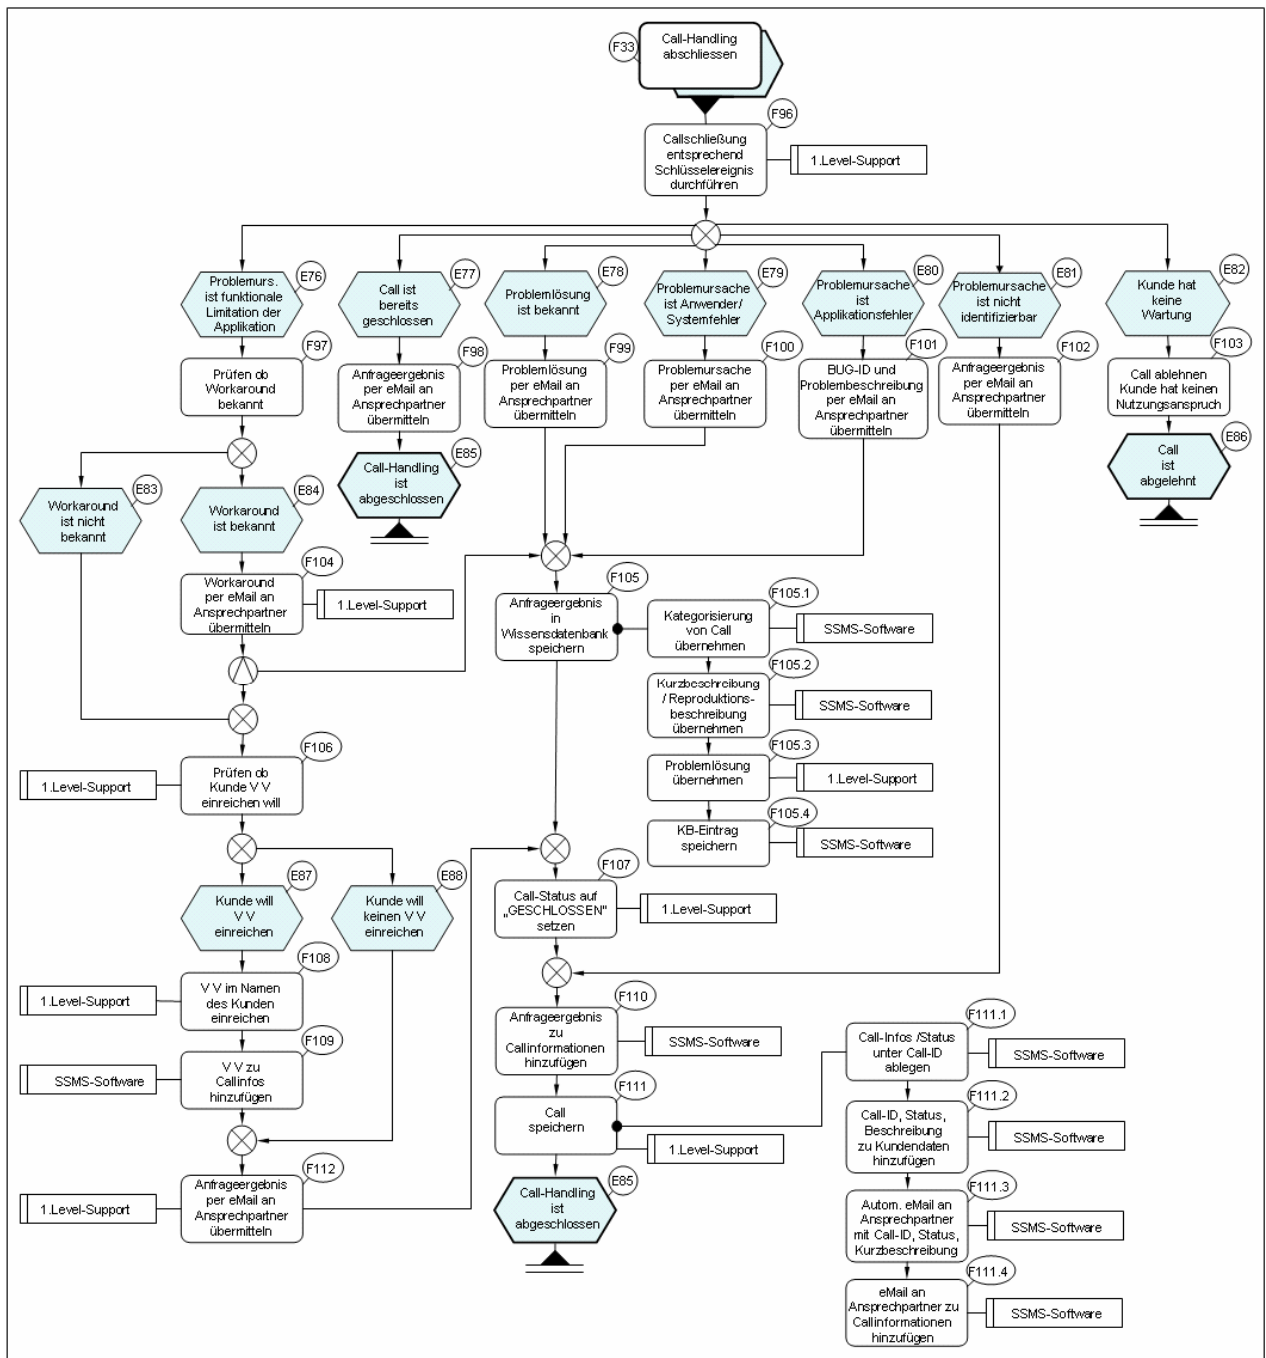 F33
Call-Handling
abschliessen
F96
Callschließung
entsprechend
Schlüsselereignis
durchführen
1.Level-Support
E76
Problemurs.
ist funktionale
Limitation der
Applikation
E77
Call ist
bereits
geschlossen
E78
Problemlösung
ist bekannt
E79
Problemursache
ist Anwender/
Systemfehler
E80
Problemursache
ist
Applikationsfehler
E81
Problemursache
ist nicht
identifizierbar
E82
Kunde hat
keine
Wartung
F97
Prüfen ob
Workaround
bekannt
F98
Anfrageergebnis
per eMail an
Ansprechpartner
übermitteln
F99
Problemlösung
per eMail an
Ansprechpartner
übermitteln
F100
Problemursache
per eMail an
Ansprechpartner
übermitteln
F101
BUG-ID und
Problembeschreibung
per eMail an
Ansprechpartner
übermitteln
F102
Anfrageergebnis
per eMail an
Ansprechpartner
übermitteln
F103
Call ablehnen
Kunde hat keinen
Nutzungsanspruch
E85
Call-Handling
ist
abgeschlossen
E86
Call
ist
abgelehnt
E83
Workaround
ist nicht
bekannt
E84
Workaround
ist bekannt
F104
Workaround
per eMail an
Ansprechpartner
übermitteln
1.Level-Support
F105
Anfrageergebnis
in
Wissensdatenbank
speichern
F105.1
Kategorisierung
von Call
übernehmen
SSMS-Software
F105.2
Kurzbeschreibung
/ Reproduktions-
beschreibung
übernehmen
SSMS-Software
F105.3
Problemlösung
übernehmen
1.Level-Support
F105.4
KB-Eintrag
speichern
SSMS-Software
F106
Prüfen ob
Kunde VV
einreichen will
1.Level-Support
E87
Kunde will
VV
einreichen
E88
Kunde will
keinen VV
einreichen
F107
Call-Status auf
„GESCHLOSSEN"
setzen
1.Level-Support
F108
VV im Namen
des Kunden
einreichen
1.Level-Support
F109
VV zu
Callinfos
hinzufügen
SSMS-Software
F110
Anfrageergebnis
zu
Callinformationen
hinzufügen
SSMS-Software
F111
Call
speichern
1.Level-Support
F111.1
Call-Infos /Status
unter Call-ID
ablegen
SSMS-Software
F111.2
Call-ID, Status,
Beschreibung
zu Kundendaten
hinzufügen
SSMS-Software
F111.3
Autom. eMail an
Ansprechpartner
mit Call-ID, Status,
Kurzbeschreibung
SSMS-Software
F111.4
eMail an
Ansprechpartner zu
Callinformationen
hinzufügen
SSMS-Software
F112
Anfrageergebnis
per eMail an
Ansprechpartner
übermitteln
1.Level-Support
E85
Call-Handling
ist
abgeschlossen